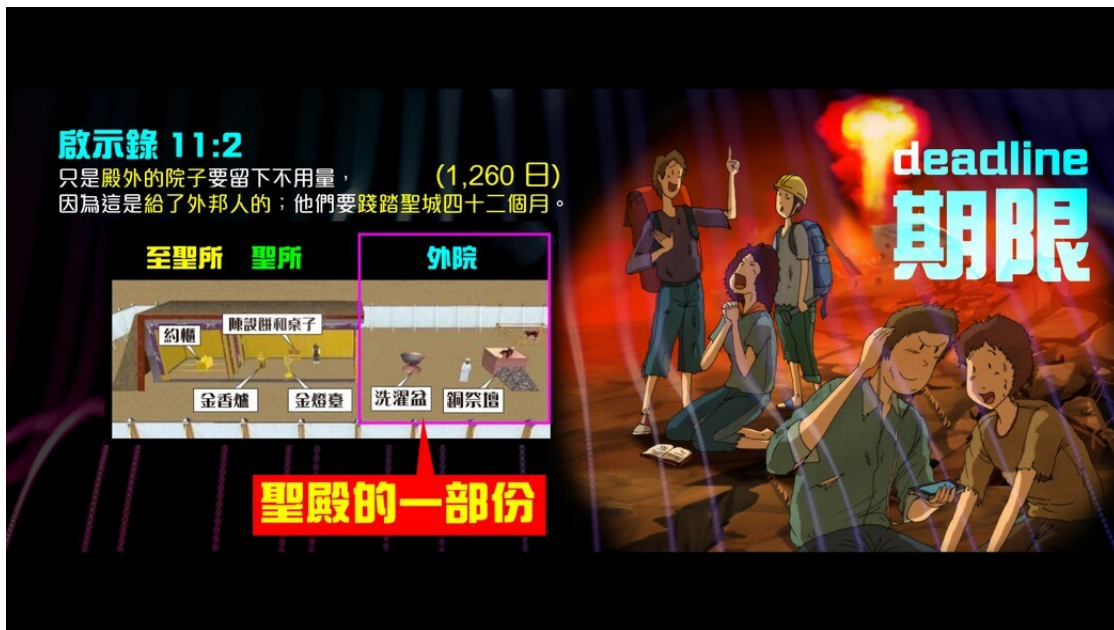 啟示錄 11:2
只是殿外的院子要留下不用量， (1,260 日)
因為這是給了外邦人的；他們要踐踏聖城四十二個月。
至聖所 聖所 外院
約櫃
陳設餅和桌子
金香爐 金燈臺 洗濯盆 銅祭壇
聖殿的一部份
deadline
期限